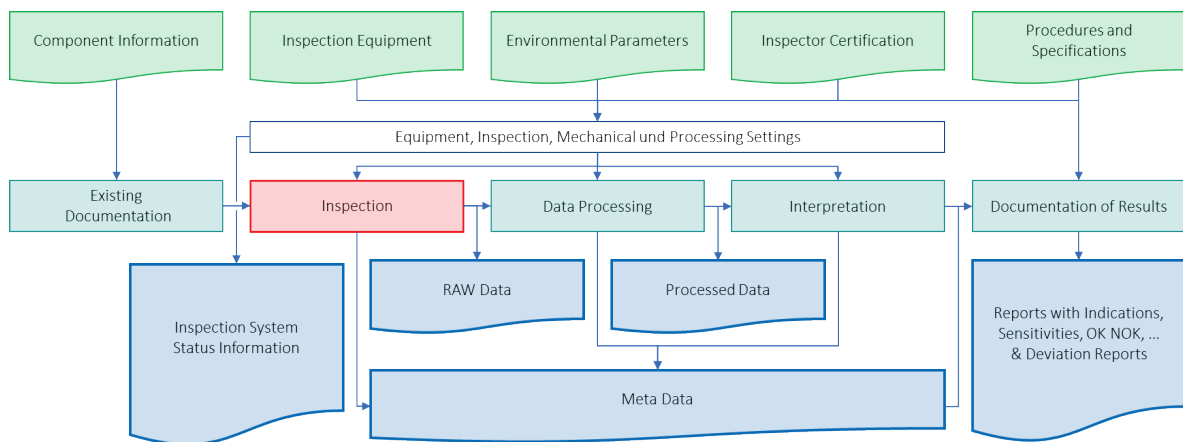 Component Information
Inspection Equipment
Environmental Parameters
Inspector Certification
Procedures and
Specifications
Equipment, Inspection, Mechanical und Processing Settings
Existing
Documentation
Inspection
Data Processing
Interpretation
Documentation of Results
Inspection System
Status Information
RAW Data
Processed Data
Reports with Indications,
Sensitivities, OK NOK, ...
& Deviation Reports
Meta Data